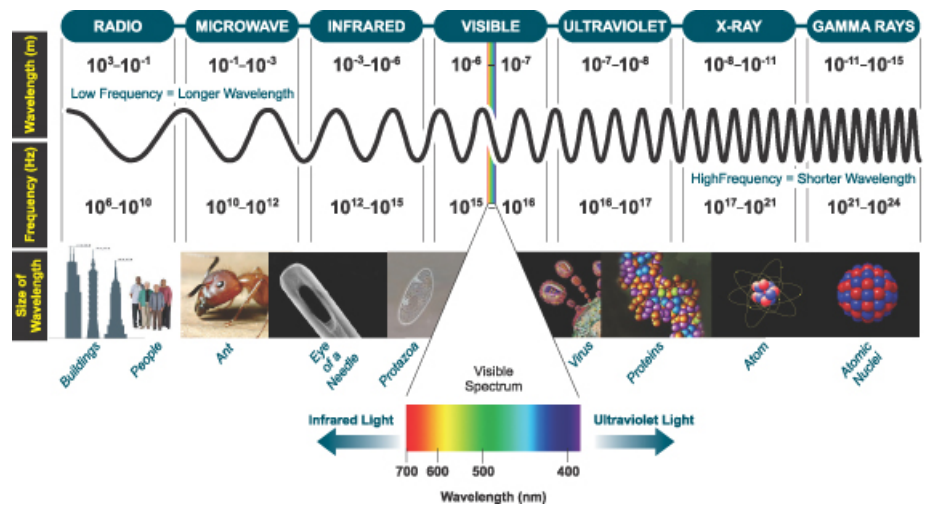 RADIO MICROWAVE INFRARED VISIBLE ULTRAVIOLET X-RAY GAMMA RAYS
Wavelength (m)
10³–10⁻¹ 10⁻¹–10⁻³ 10⁻³–10⁻⁶ 10⁻⁶ – 10⁻⁷ 10⁻⁷–10⁻⁸ 10⁻⁸–10⁻¹¹ 10⁻¹¹–10⁻¹⁵
Low Frequency = Longer Wavelength
HighFrequency = Shorter Wavelength
Frequency (Hz)
10⁶–10¹⁰ 10¹⁰–10¹² 10¹²–10¹⁵ 10¹⁵ – 10¹⁶ 10¹⁶–10¹⁷ 10¹⁷–10²¹ 10²¹–10²⁴
Size of
Wavelength
Buildings
People
Ant
Eye
of a
Needle
Protazoa
Virus
Proteins
Atom
Atomic
Nuclei
Visible
Spectrum
Infrared Light
Ultraviolet Light
700 600 500 400
Wavelength (nm)